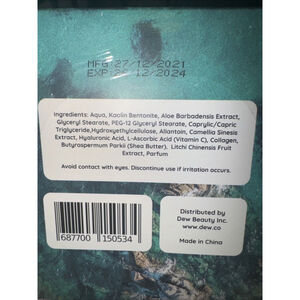 MFG 27/12/2021
EXP 26/12/2024
Ingredients: Aqua, Kaolin Bentonite, Aloe Barbadensis Extract,
Glyceryl Stearate, PEG-12 Glyceryl Stearate, Caprylic/Capric
Triglyceride,Hydroxyethylcellulose, Allantoin, Camellia Sinesis
Extract, Hyaluronic Acid, L-Ascorbic Acid (Vitamin C), Collagen,
Butyrospermum Parkii (Shea Butter), Litchi Chinensis Fruit
Extract, Parfum
Avoid contact with eyes. Discontinue use if irritation occurs.
687700 150534
Distributed by
Dew Beauty Inc.
www.dew.co
Made in China